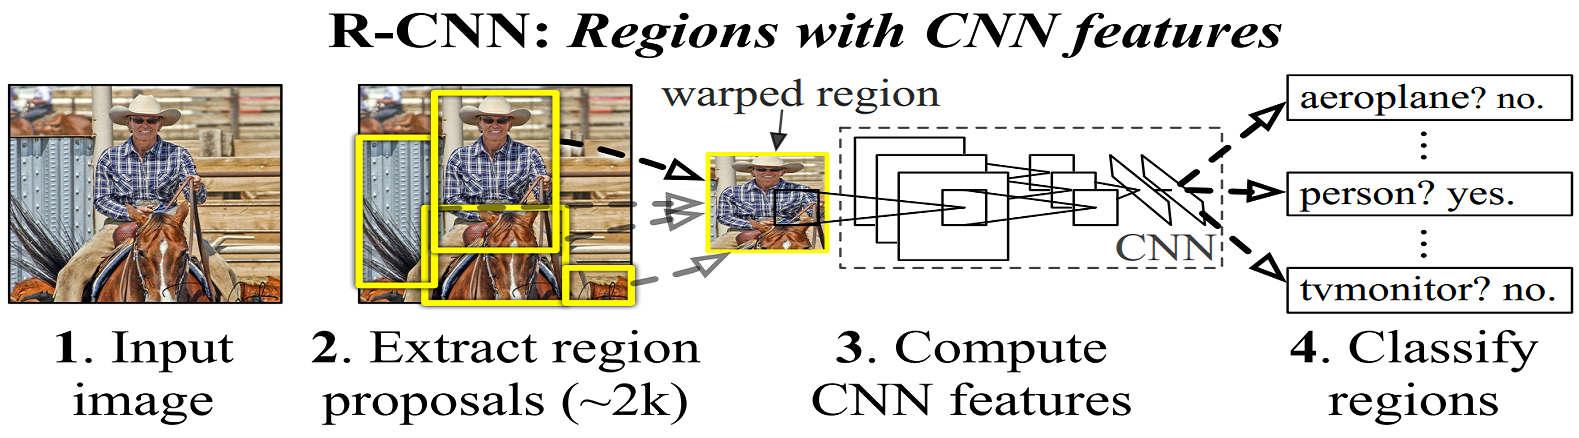 R-CNN: Regions with CNN features
warped region
aeroplane? no.
person? yes.
tvmonitor? no.
CNN
1. Input
image
2. Extract region
proposals (~2k)
3. Compute
CNN features
4. Classify
regions